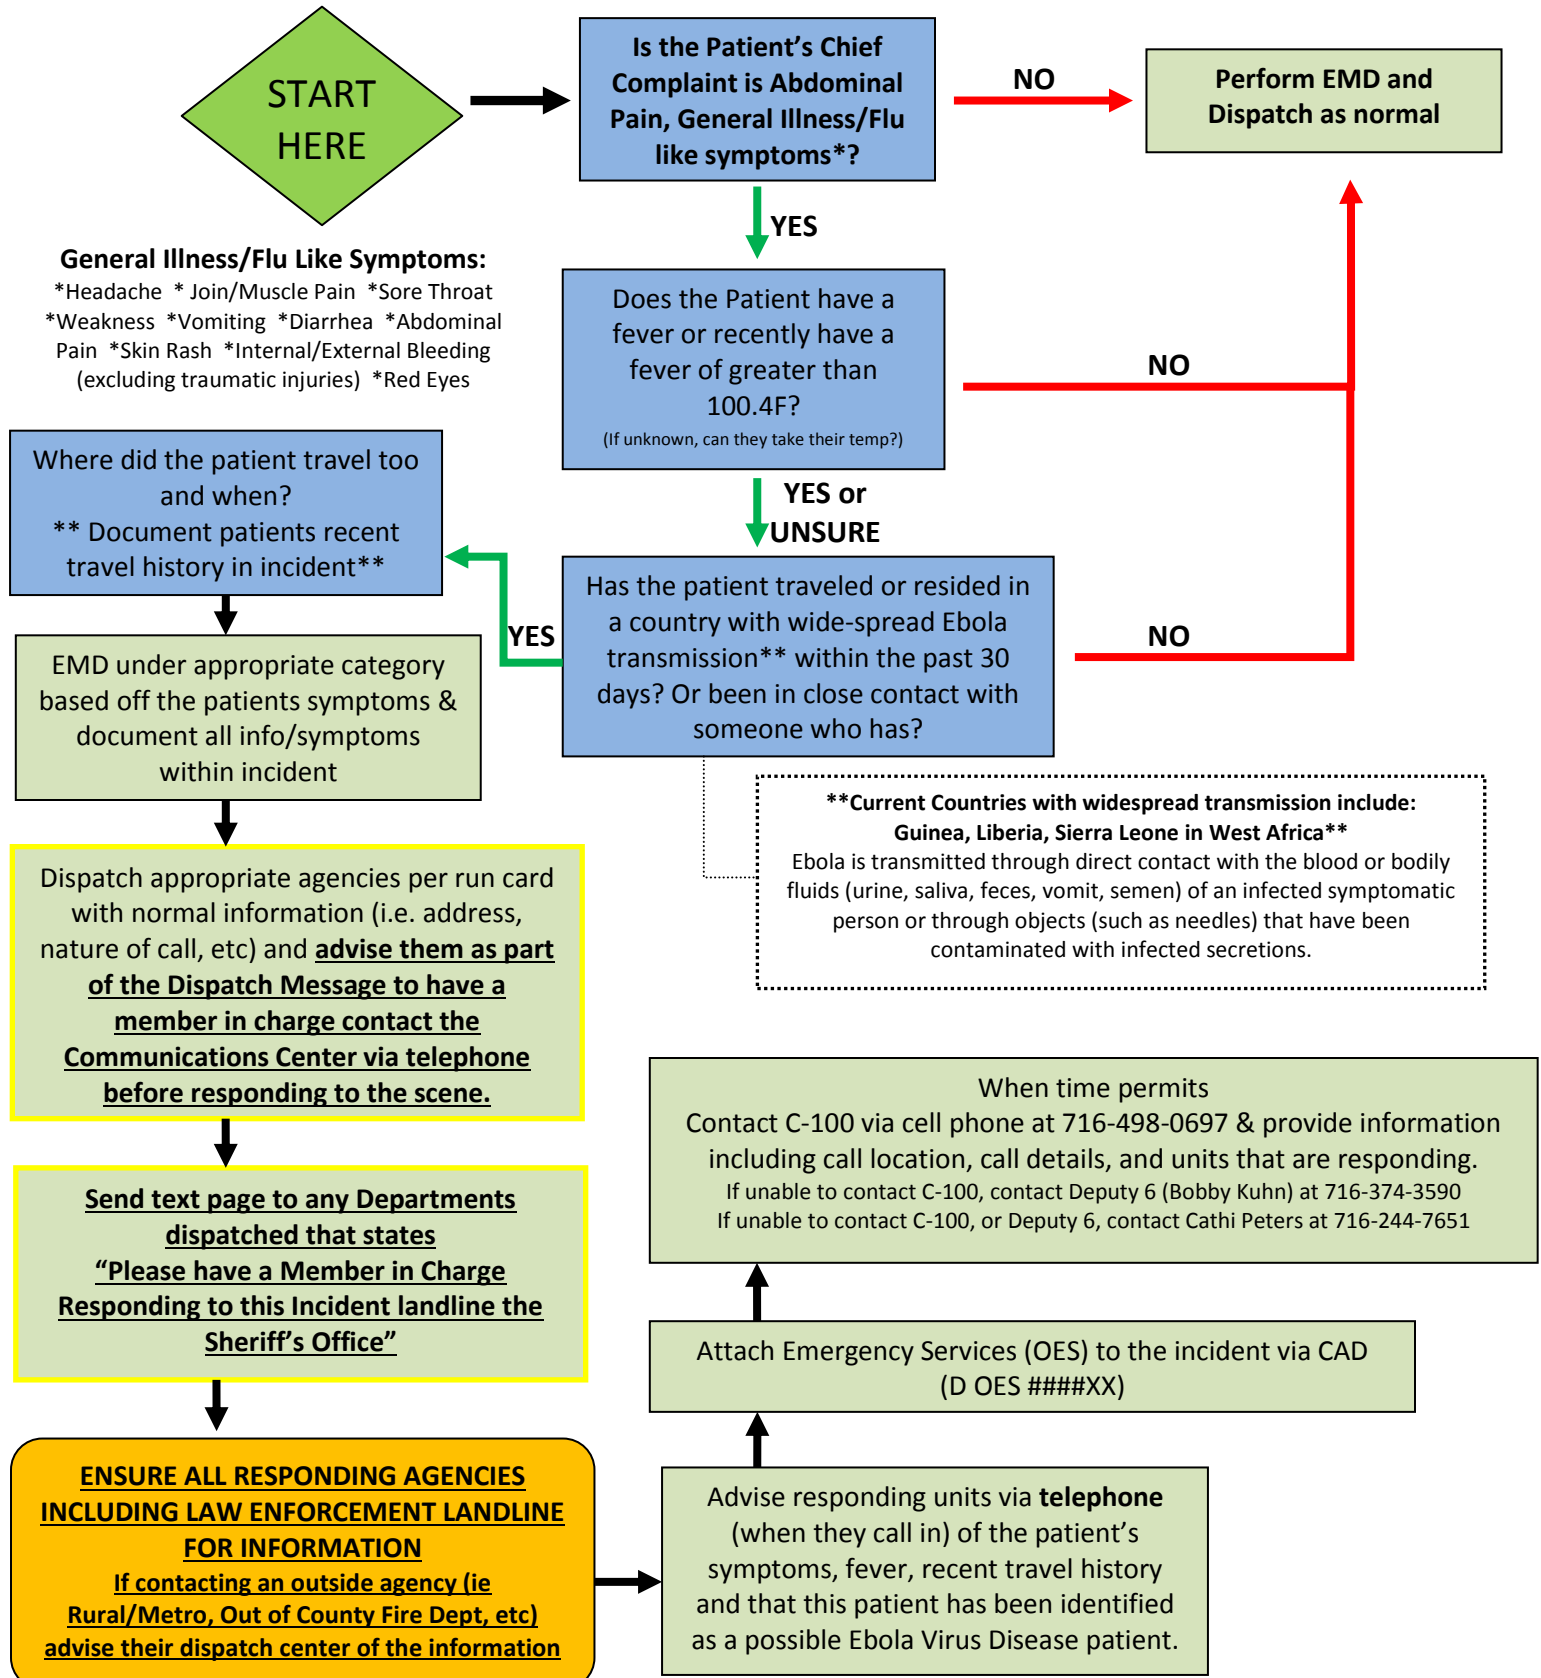 START
HERE
Is the Patient's Chief
Complaint is Abdominal
Pain, General Illness/Flu
like symptoms*?
NO
Perform EMD and
Dispatch as normal
YES
General Illness/Flu Like Symptoms:
*Headache * Join/Muscle Pain *Sore Throat
*Weakness *Vomiting *Diarrhea *Abdominal
Pain *Skin Rash *Internal/External Bleeding
(excluding traumatic injuries) *Red Eyes
Does the Patient have a
fever or recently have a
fever of greater than
100.4F?
(If unknown, can they take their temp?)
NO
YES or
UNSURE
Has the patient traveled or resided in
a country with wide-spread Ebola
transmission** within the past 30
days? Or been in close contact with
someone who has?
NO
YES
**Current Countries with widespread transmission include:
Guinea, Liberia, Sierra Leone in West Africa**
Ebola is transmitted through direct contact with the blood or bodily
fluids (urine, saliva, feces, vomit, semen) of an infected symptomatic
person or through objects (such as needles) that have been
contaminated with infected secretions.
Where did the patient travel too
and when?
** Document patients recent
travel history in incident**
EMD under appropriate category
based off the patients symptoms &
document all info/symptoms
within incident
Dispatch appropriate agencies per run card
with normal information (i.e. address,
nature of call, etc) and advise them as part
of the Dispatch Message to have a
member in charge contact the
Communications Center via telephone
before responding to the scene.
Send text page to any Departments
dispatched that states
“Please have a Member in Charge
Responding to this Incident landline the
Sheriff's Office”
ENSURE ALL RESPONDING AGENCIES
INCLUDING LAW ENFORCEMENT LANDLINE
FOR INFORMATION
If contacting an outside agency (ie
Rural/Metro, Out of County Fire Dept, etc)
advise their dispatch center of the information
Advise responding units via telephone
(when they call in) of the patient's
symptoms, fever, recent travel history
and that this patient has been identified
as a possible Ebola Virus Disease patient.
Attach Emergency Services (OES) to the incident via CAD
(D OES ####XX)
When time permits
Contact C-100 via cell phone at 716-498-0697 & provide information
including call location, call details, and units that are responding.
If unable to contact C-100, contact Deputy 6 (Bobby Kuhn) at 716-374-3590
If unable to contact C-100, or Deputy 6, contact Cathi Peters at 716-244-7651